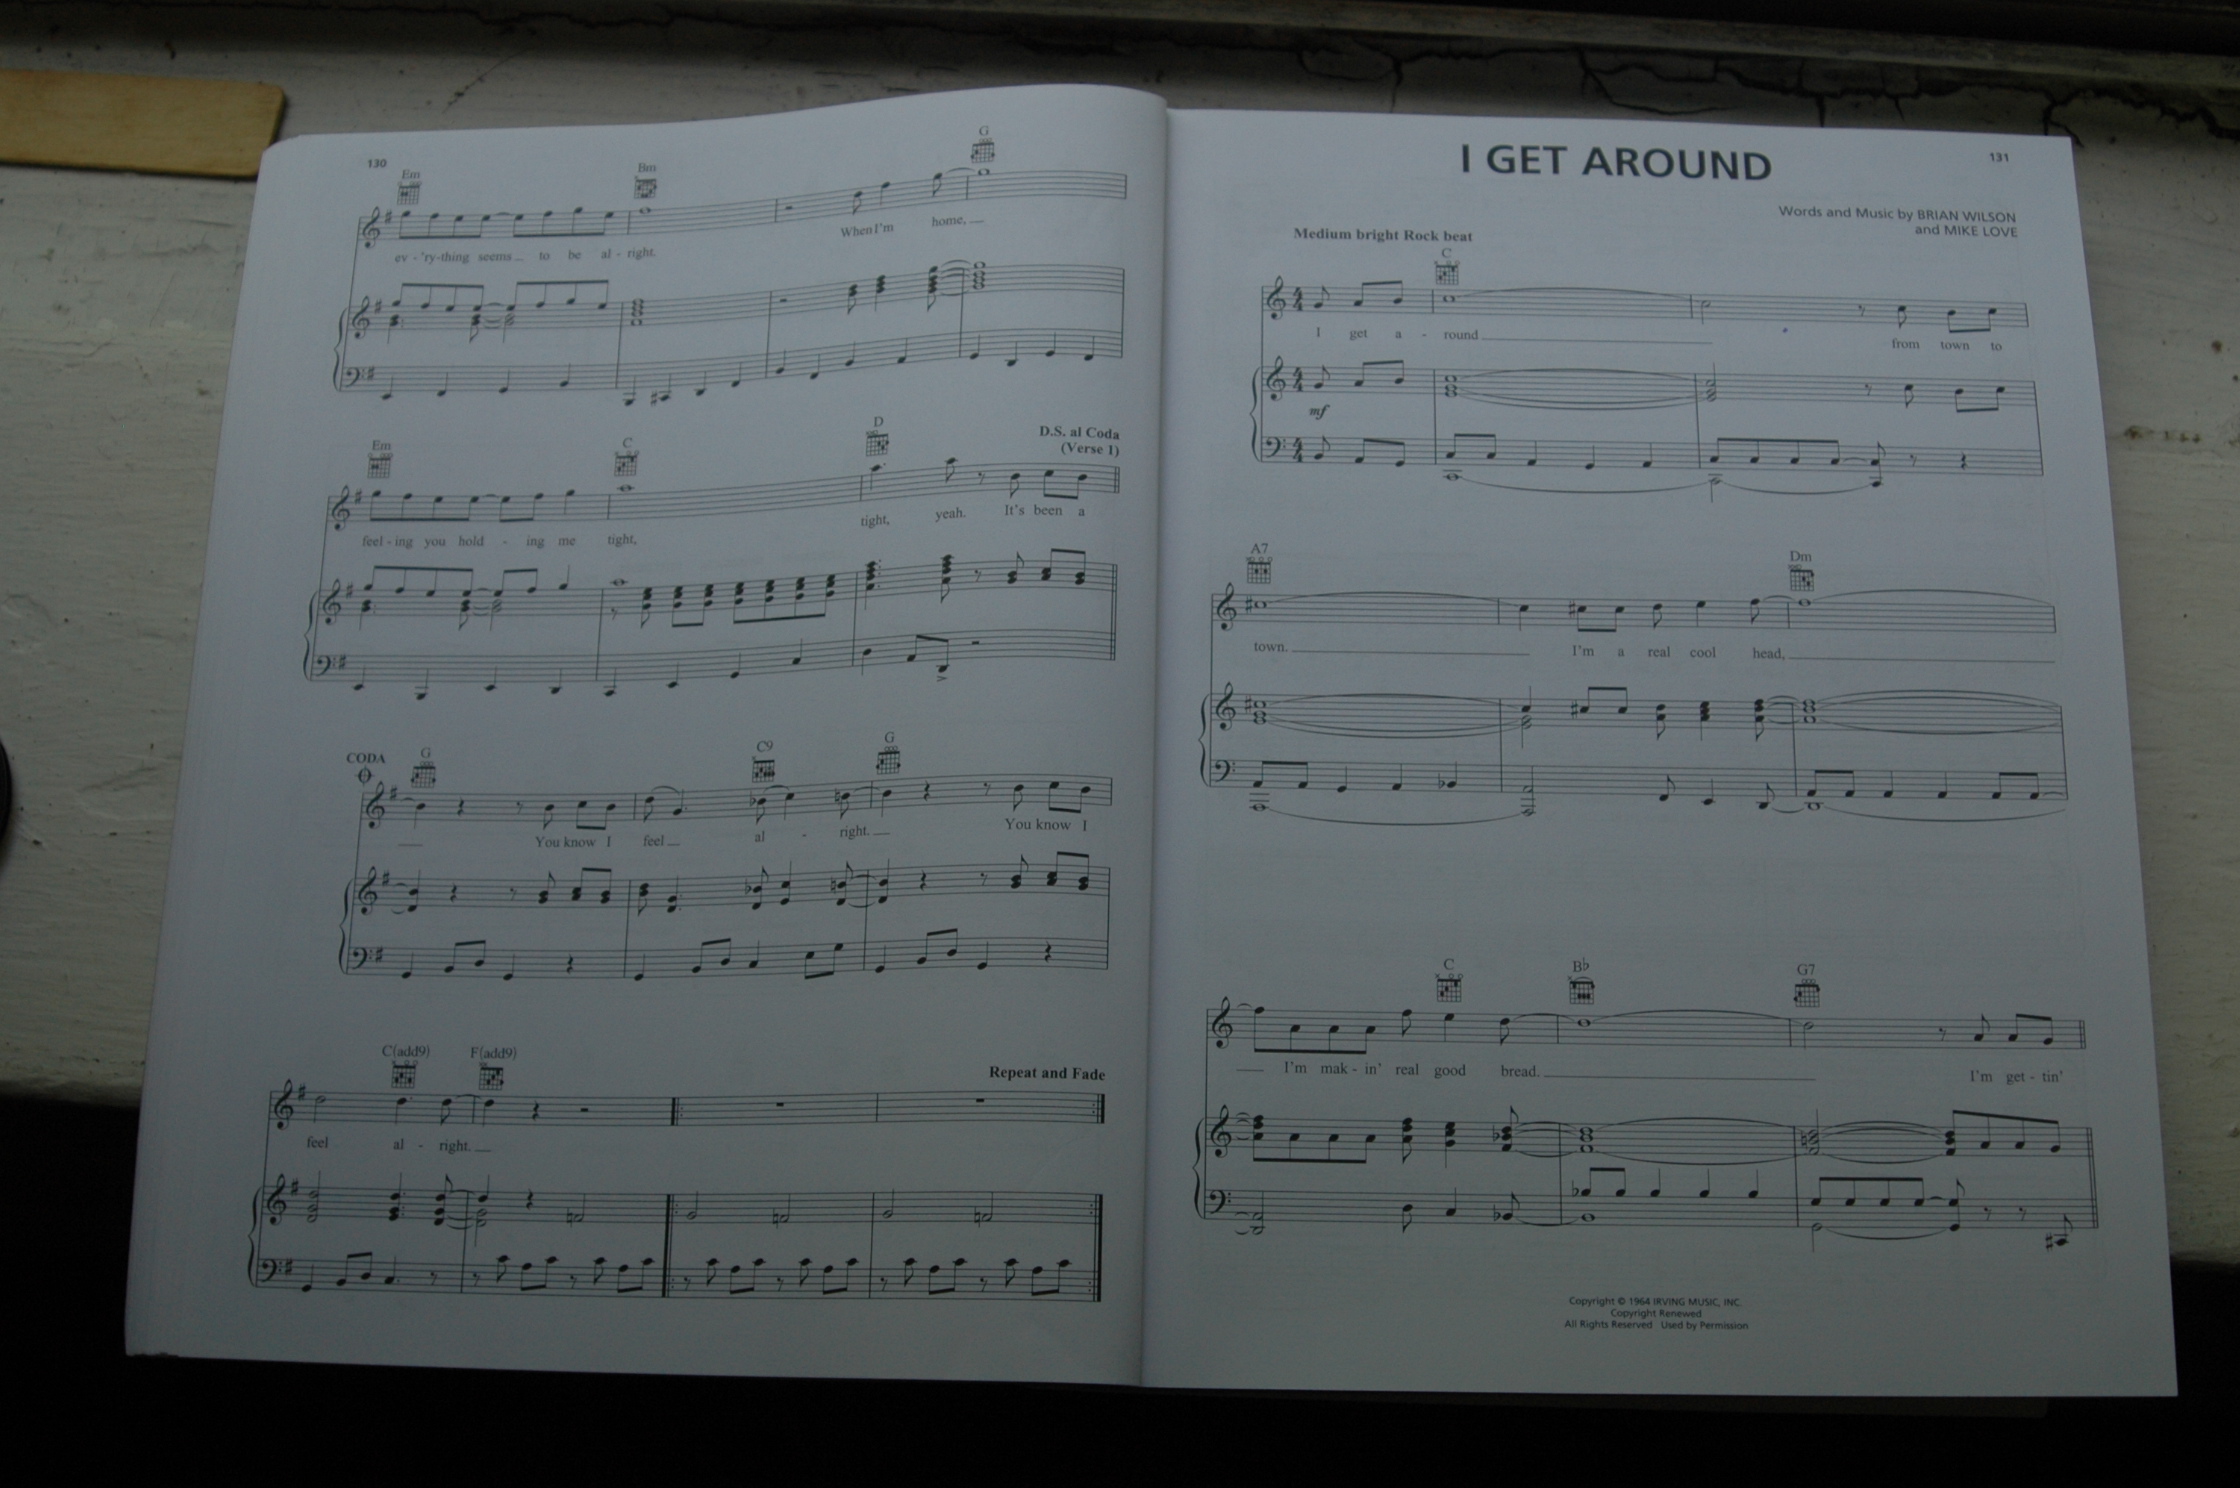 130
Em Bm G
ev - 'ry-thing seems to be al - right. When I'm home,
D.S. al Coda
(Verse I)
Em C D
feel - ing you hold - ing me tight, tight, yeah. It's been a
CODA
G C9 G
You know I feel al - right. You know I
C(add9) F(add9) Repeat and Fade
feel al - right.
131
I GET AROUND
Words and Music by BRIAN WILSON
and MIKE LOVE
Medium bright Rock beat
C
I get a - round from town to
mf
A7 Dm
town. I'm a real cool head,
C B♭ G7
I'm mak - in' real good bread. I'm get - tin'
Copyright © 1964 IRVING MUSIC, INC.
Copyright Renewed
All Rights Reserved Used by Permission